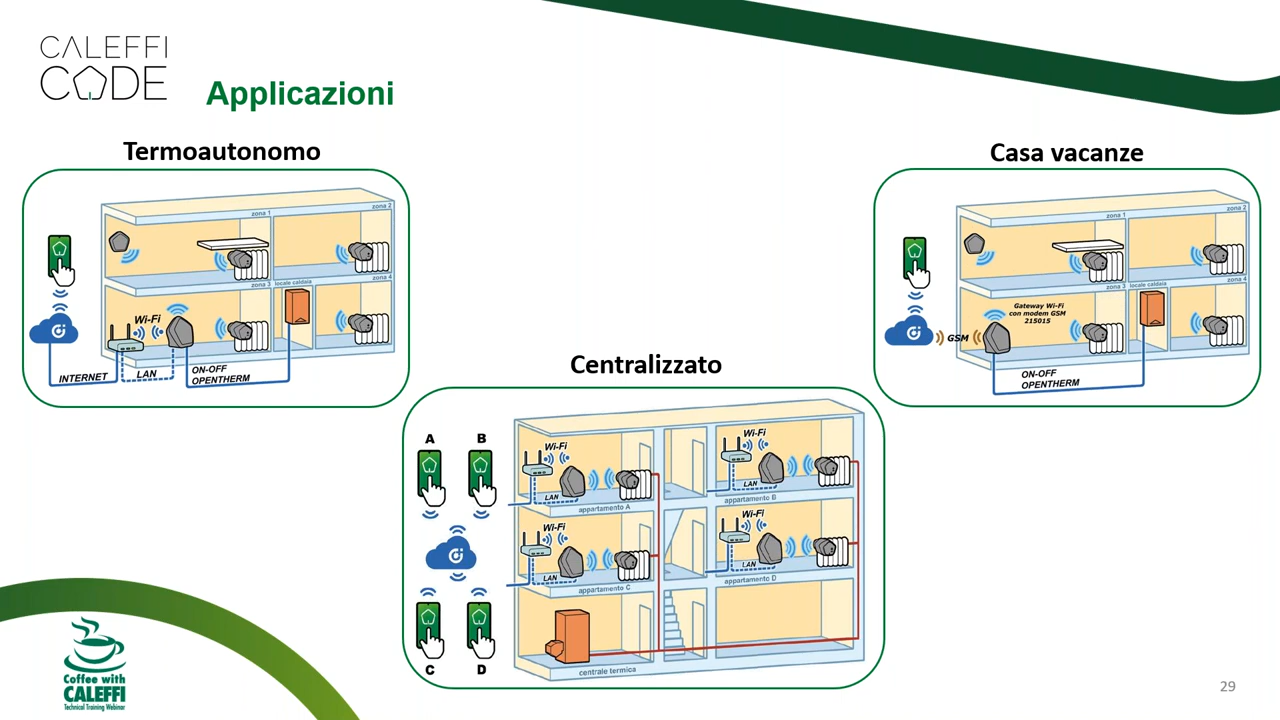 CALEFFI
CODE
Applicazioni
Termoautonomo
zona 1
zona 2
zona 3
locale caldaia
zona 4
Wi-Fi
INTERNET
LAN
ON-OFF
OPENTHERM
Casa vacanze
zona 1
zona 2
zona 3
locale caldaia
zona 4
Gateway Wi-Fi
con modem GSM
215015
GSM
ON-OFF
OPENTHERM
Centralizzato
A
B
Wi-Fi
LAN
appartamento A
Wi-Fi
LAN
appartamento B
Wi-Fi
LAN
appartamento C
Wi-Fi
LAN
appartamento D
C
D
centrale termica
Coffee with
CALEFFI
Technical Training Webinar
29